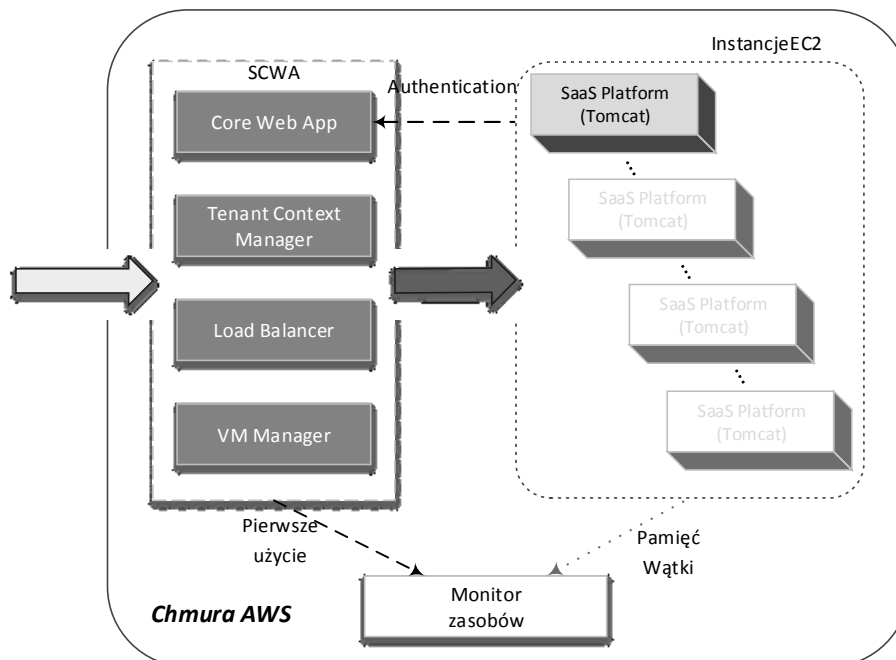 InstancjeEC2
SCWA
Authentication
Core Web App
SaaS Platform
(Tomcat)
Tenant Context
Manager
SaaS Platform
(Tomcat)
Load Balancer
SaaS Platform
(Tomcat)
VM Manager
SaaS Platform
(Tomcat)
Pierwsze
użycie
Pamięć
Wątki
Chmura AWS
Monitor
zasobów